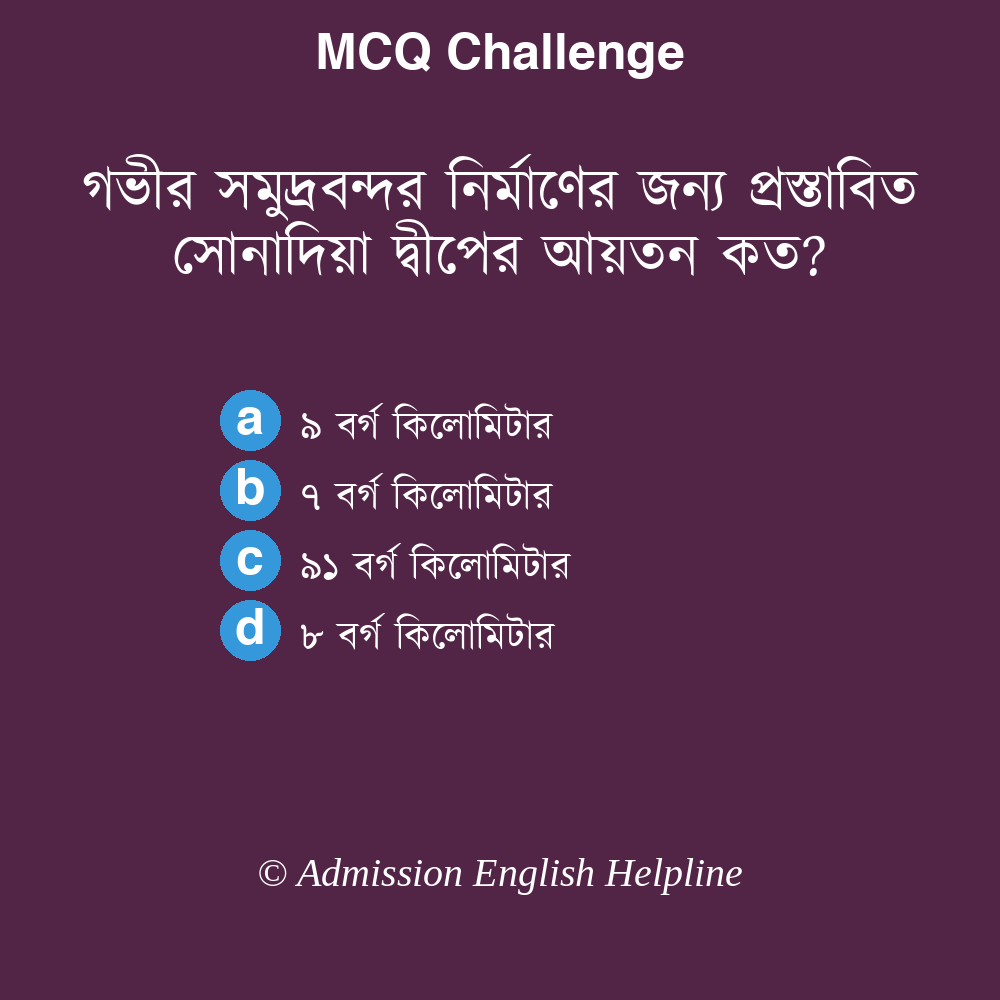 MCQ Challenge
গভীর সমুদ্রবন্দর নির্মাণের জন্য প্রস্তাবিত
সোনাদিয়া দ্বীপের আয়তন কত?
a ৯ বর্গ কিলোমিটার
b ৭ বর্গ কিলোমিটার
c ৯১ বর্গ কিলোমিটার
d ৮ বর্গ কিলোমিটার
© Admission English Helpline